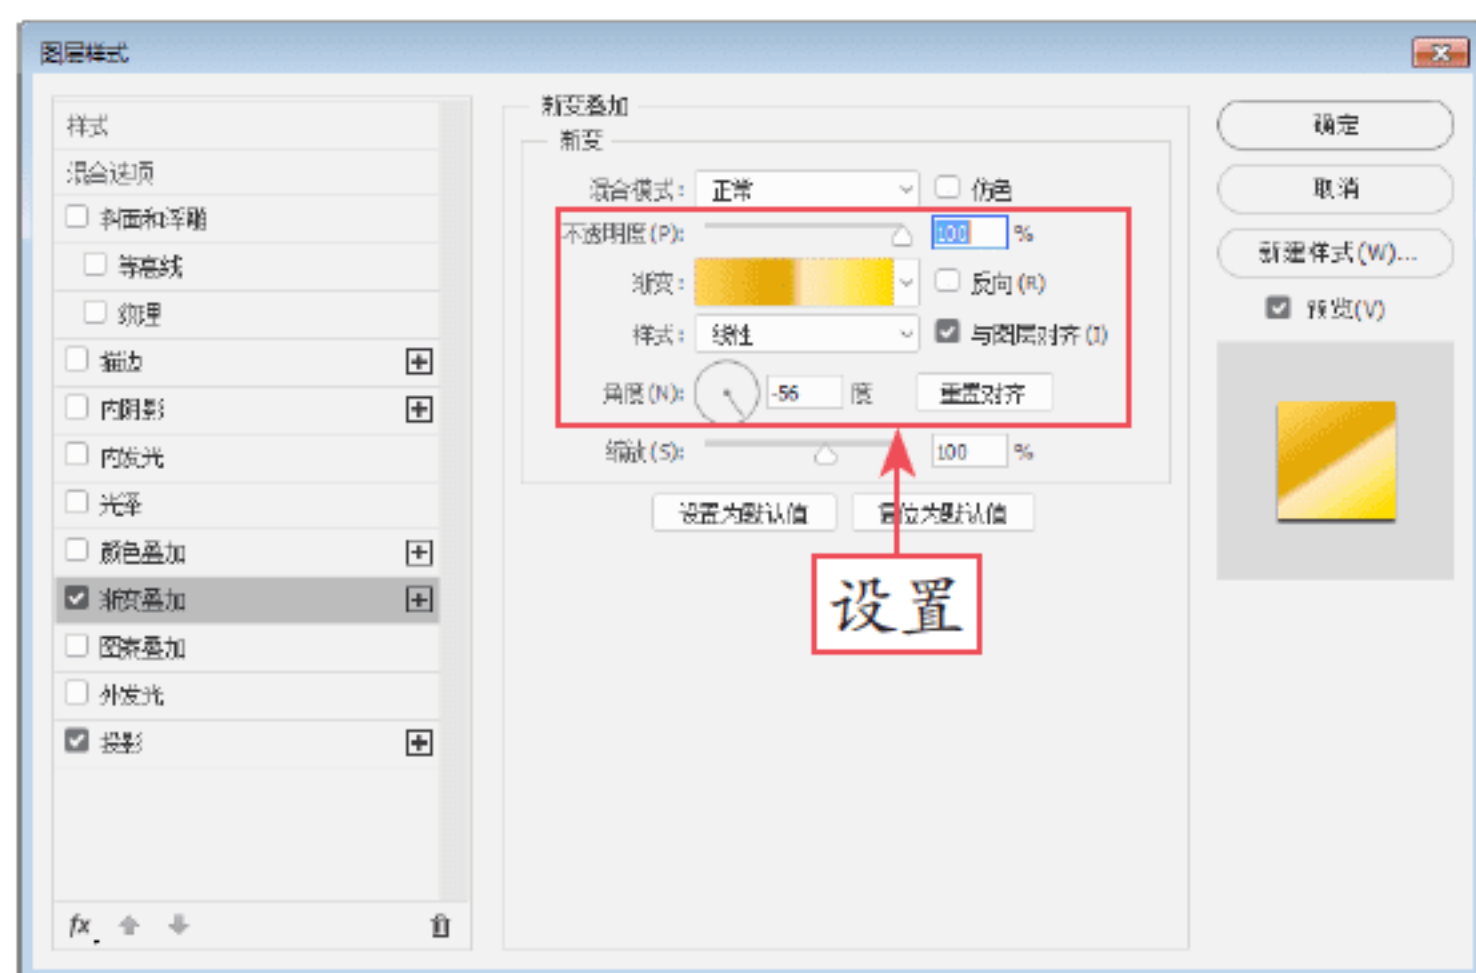 图层样式
样式
混合选项
斜面和浮雕
等高线
纹理
描边
内阴影
内发光
光泽
颜色叠加
渐变叠加
图案叠加
外发光
投影
fx
渐变叠加
渐变
混合模式: 正常 仿色
不透明度(P): 100 %
渐变: 反向(R)
样式: 线性 与图层对齐(I)
角度(N): -56 度 重置对齐
缩放(S): 100 %
设置为默认值 复位为默认值
设置
确定
取消
新建样式(W)...
预览(V)